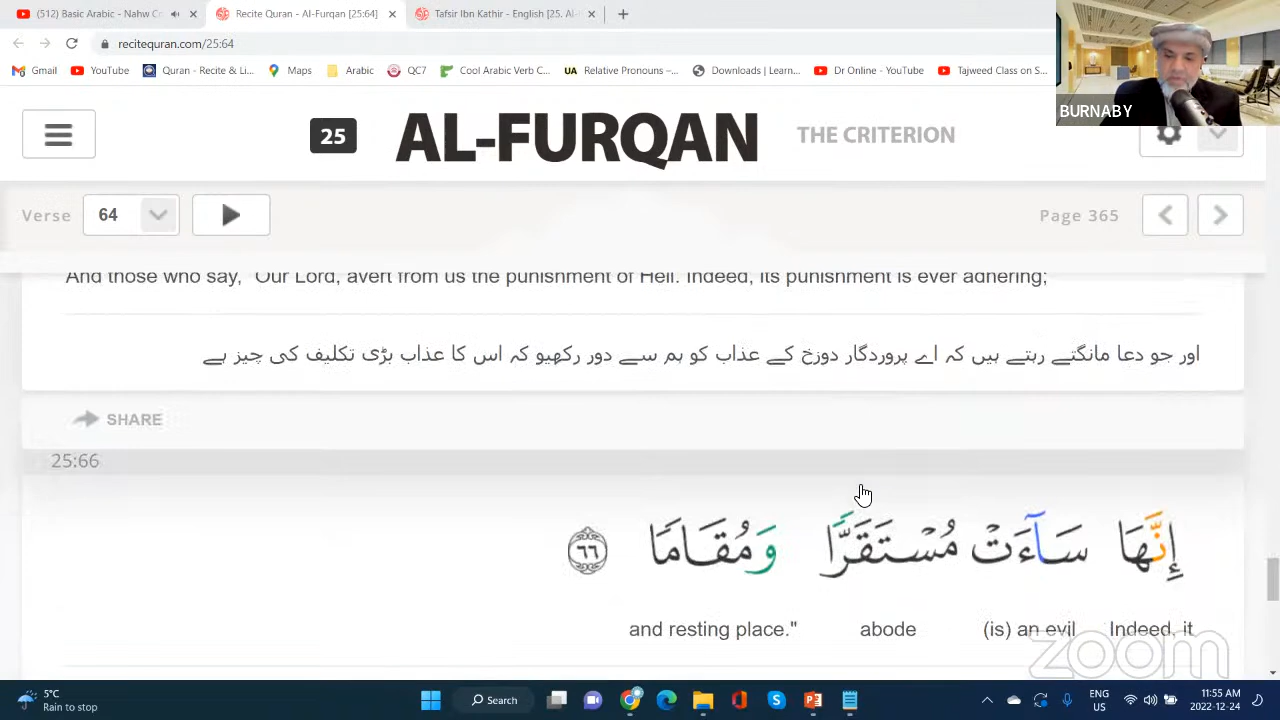 (512) Basic Arabic - Nahw Co
Recite Quran - Al-Furqan [25:64]
Tafsir Ibn Kathir - English [25. Al-
recitequran.com/25:64
Gmail YouTube Quran - Recite & Li... Maps Arabic QC7 Cool Arabic Verb C... UA Relative Pronouns –... Downloads | Learn... Dr Online - YouTube Tajweed Class on S...
BURNABY
25 AL-FURQAN THE CRITERION
Verse 64 Page 365
And those who say, "Our Lord, avert from us the punishment of Hell. Indeed, its punishment is ever adhering;
اور جو دعا مانگتے رہتے ہیں کہ اے پروردگار دوزخ کے عذاب کو ہم سے دور رکھیو کہ اس کا عذاب بڑی تکلیف کی چیز ہے
SHARE
25:66
إِنَّهَا سَآءَتْ مُسْتَقَرًّا وَمُقَامًا ٦٦
and resting place." abode (is) an evil Indeed, it
zoom
5°C
Rain to stop
Search
ENG
US
11:55 AM
2022-12-24